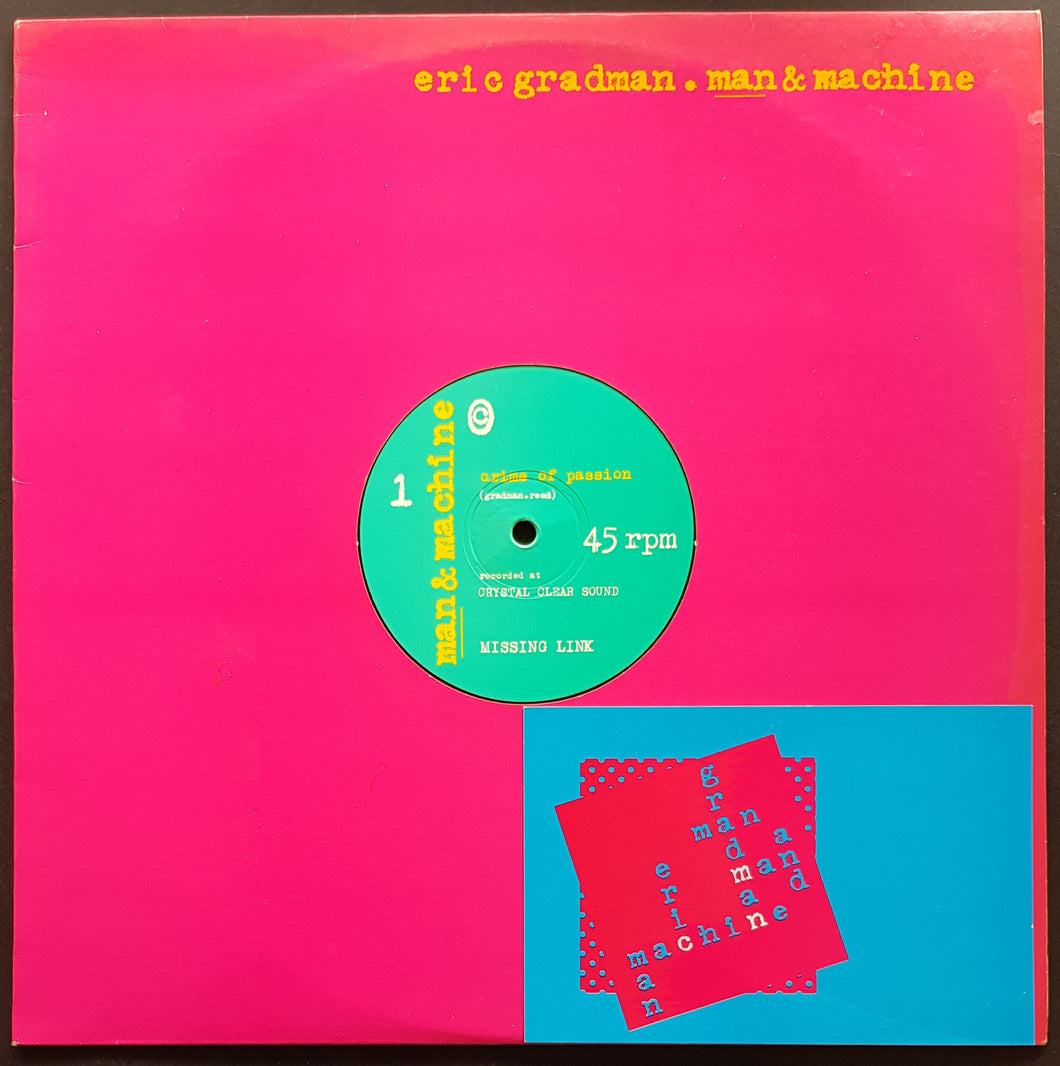 eric gradman . man & machine
man & machine
©
1
crime of passion
(gradman.reed)
45 rpm
recorded at
CRYSTAL CLEAR SOUND
MISSING LINK
gradman
man
eric
man
and
machine
man